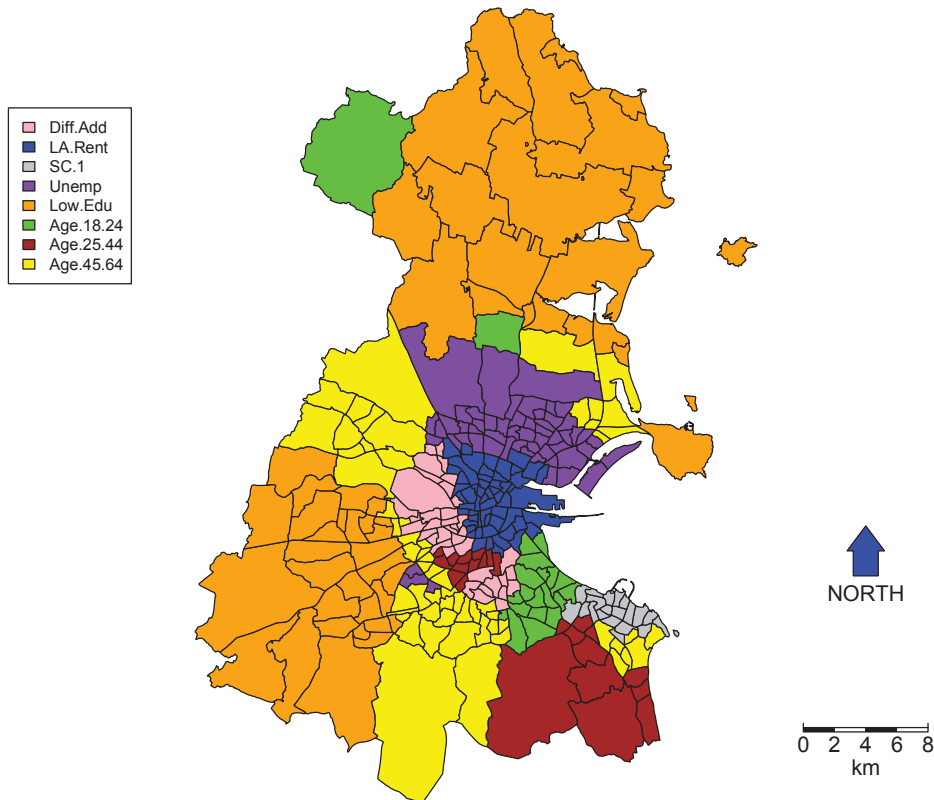 Diff.Add
LA.Rent
SC.1
Unemp
Low.Edu
Age.18.24
Age.25.44
Age.45.64
NORTH
0 2 4 6 8
km